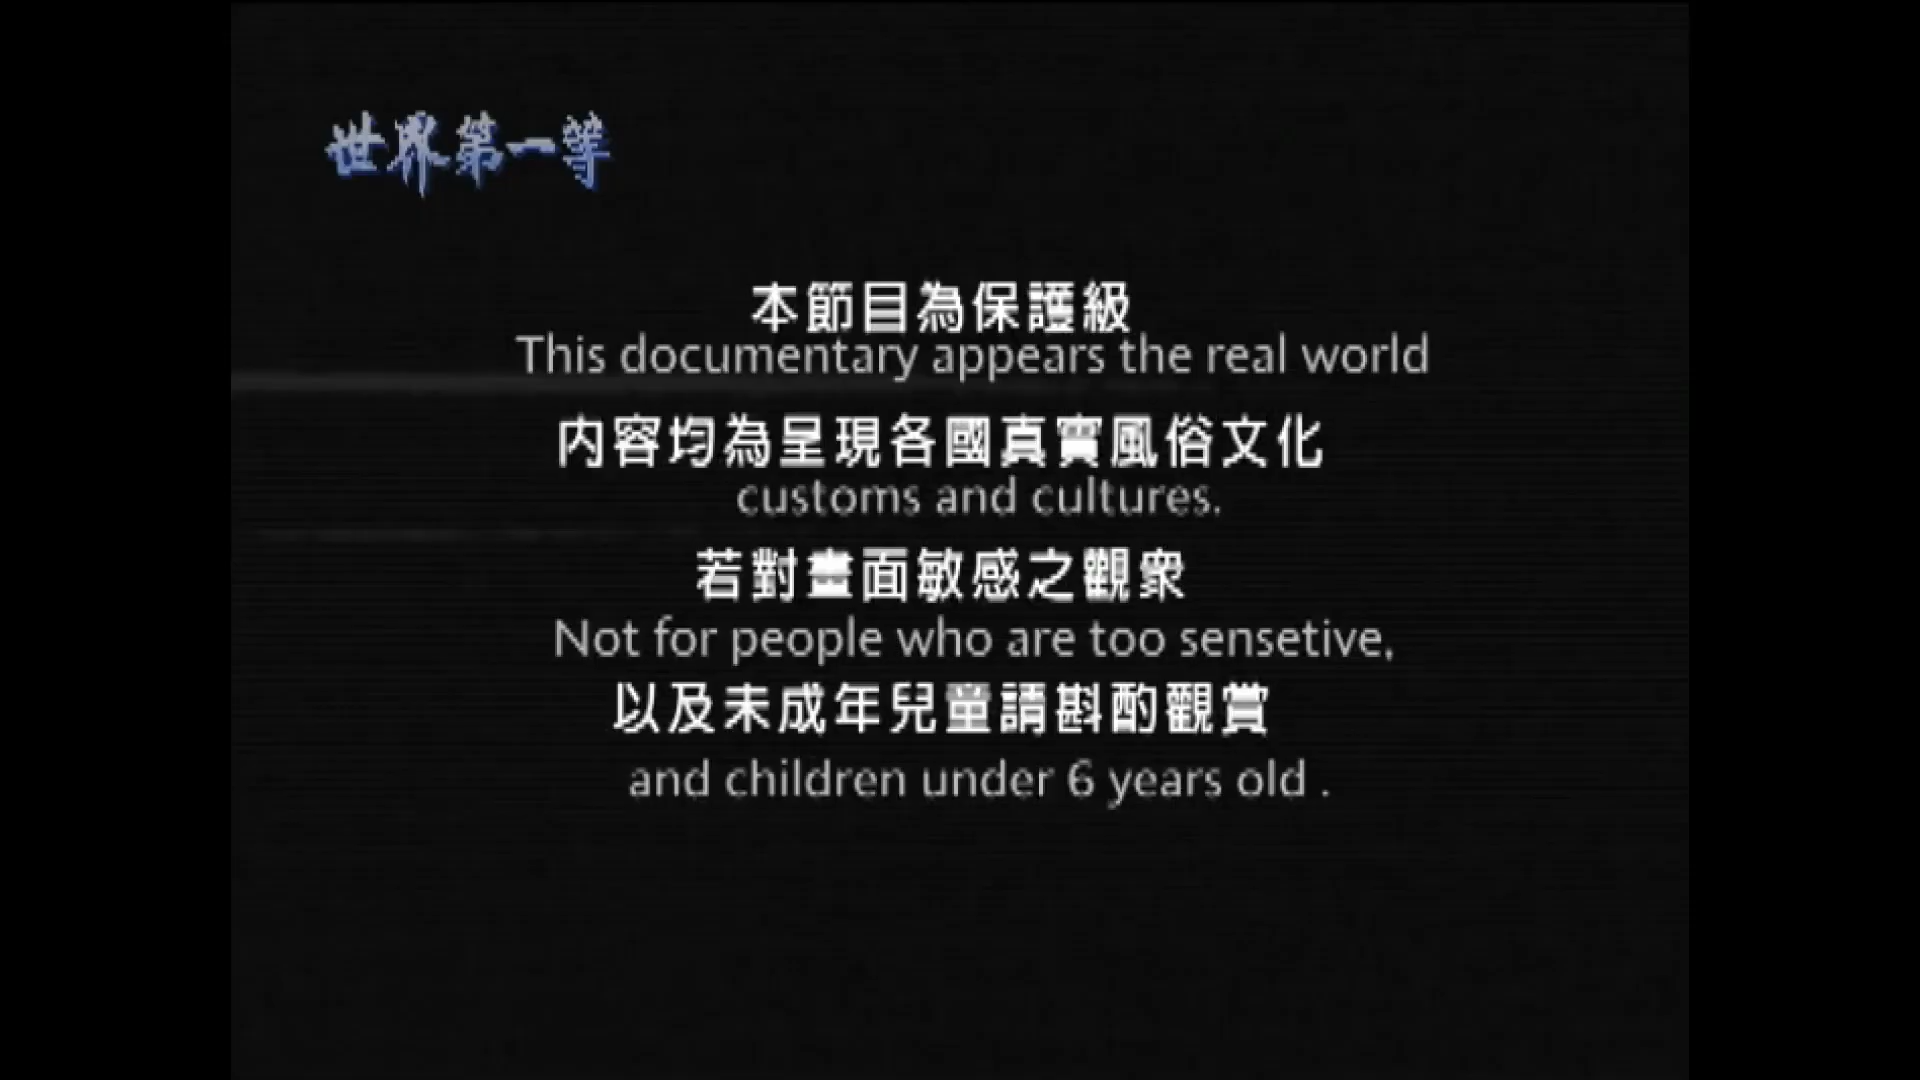 世界第一等
本節目為保護級
This documentary appears the real world
內容均為呈現各國真實風俗文化
customs and cultures.
若對畫面敏感之觀眾
Not for people who are too sensetive,
以及未成年兒童請斟酌觀賞
and children under 6 years old .